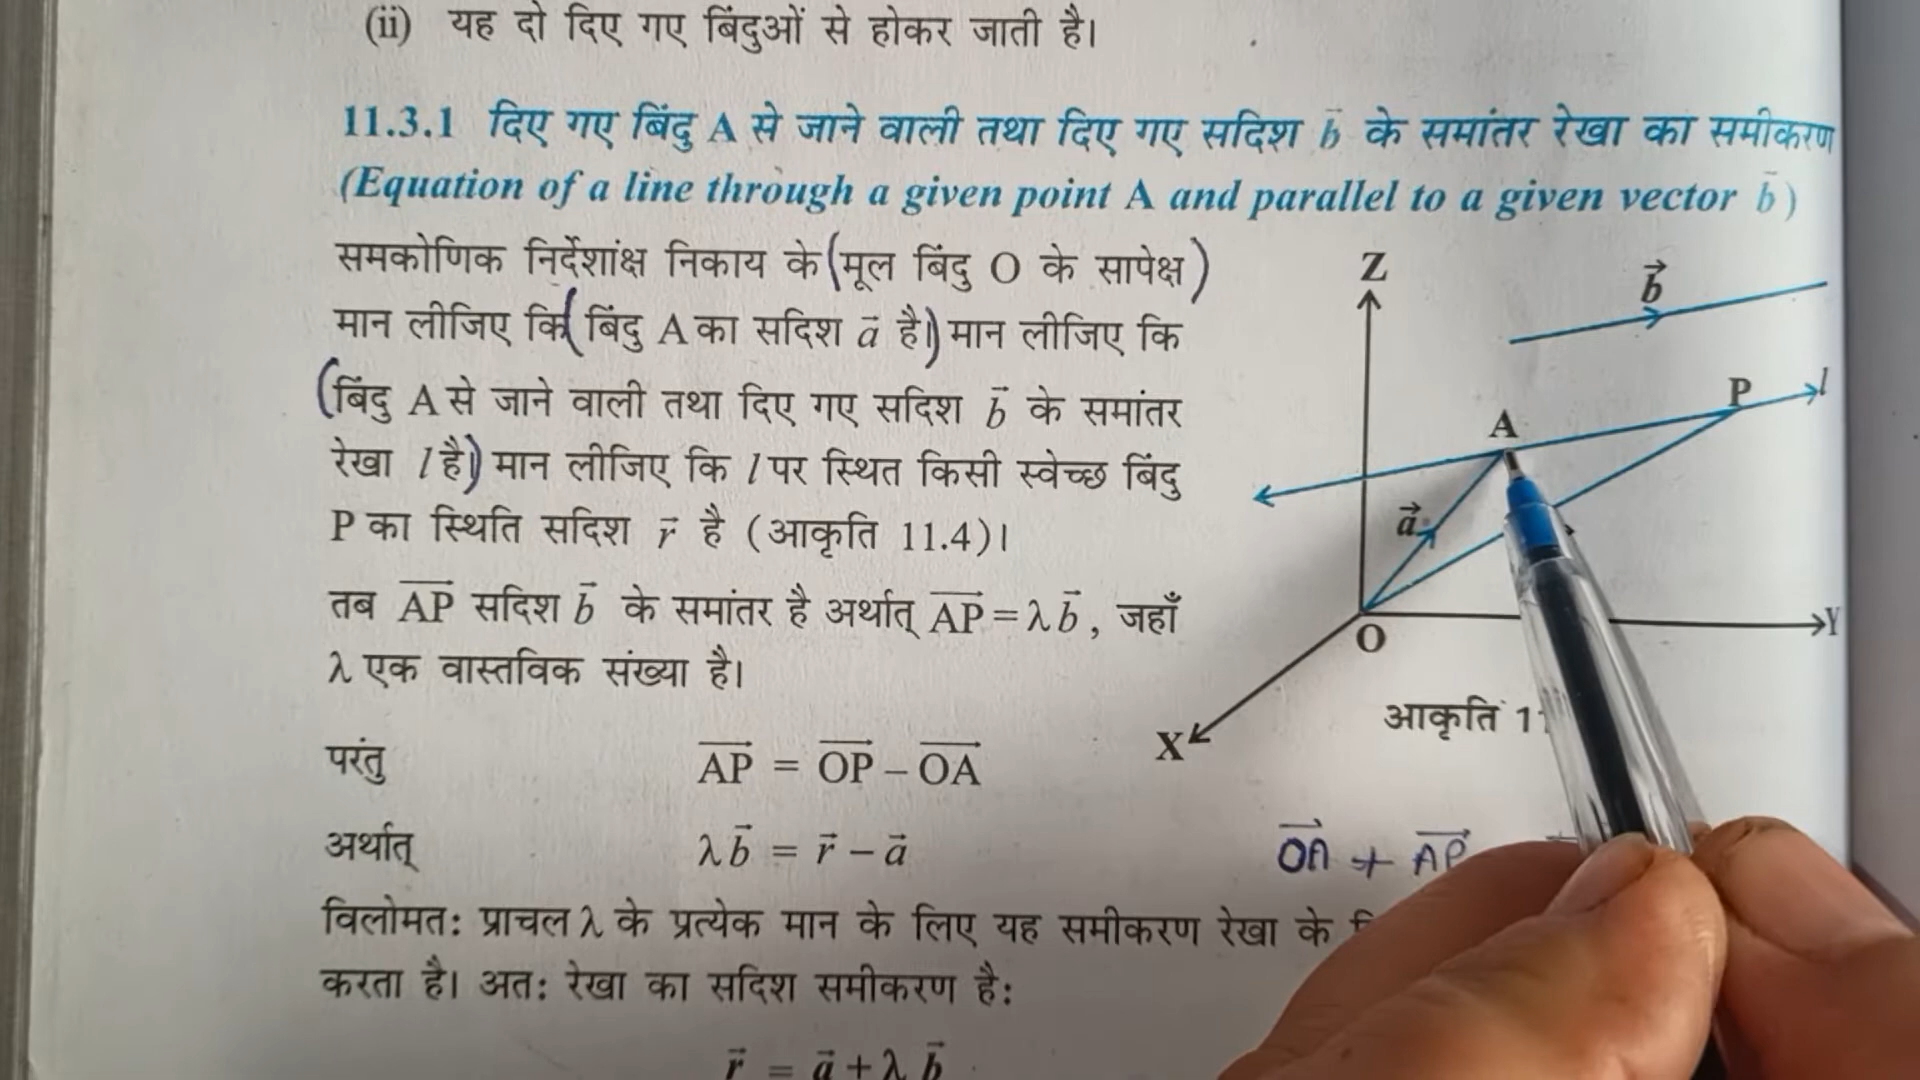 (ii) यह दो दिए गए बिंदुओं से होकर जाती है।
11.3.1 दिए गए बिंदु A से जाने वाली तथा दिए गए सदिश b⃗ के समांतर रेखा का समीकरण
(Equation of a line through a given point A and parallel to a given vector b⃗)
समकोणिक निर्देशांक्ष निकाय के (मूल बिंदु O के सापेक्ष)
मान लीजिए कि (बिंदु A का सदिश a⃗ है।) मान लीजिए कि
(बिंदु A से जाने वाली तथा दिए गए सदिश b⃗ के समांतर
रेखा l है।) मान लीजिए कि l पर स्थित किसी स्वेच्छ बिंदु
P का स्थिति सदिश r⃗ है (आकृति 11.4)।
तब AP⃗ सदिश b⃗ के समांतर है अर्थात् AP⃗ = λb⃗, जहाँ
λ एक वास्तविक संख्या है।
Z
b⃗
P
l
A
a⃗
O
Y
X
आकृति 1
परंतु AP⃗ = OP⃗ – OA⃗
अर्थात् λb⃗ = r⃗ – a⃗
OA⃗ + AP⃗
विलोमतः प्राचल λ के प्रत्येक मान के लिए यह समीकरण रेखा के
करता है। अतः रेखा का सदिश समीकरण है:
r⃗ = a⃗ + λb⃗